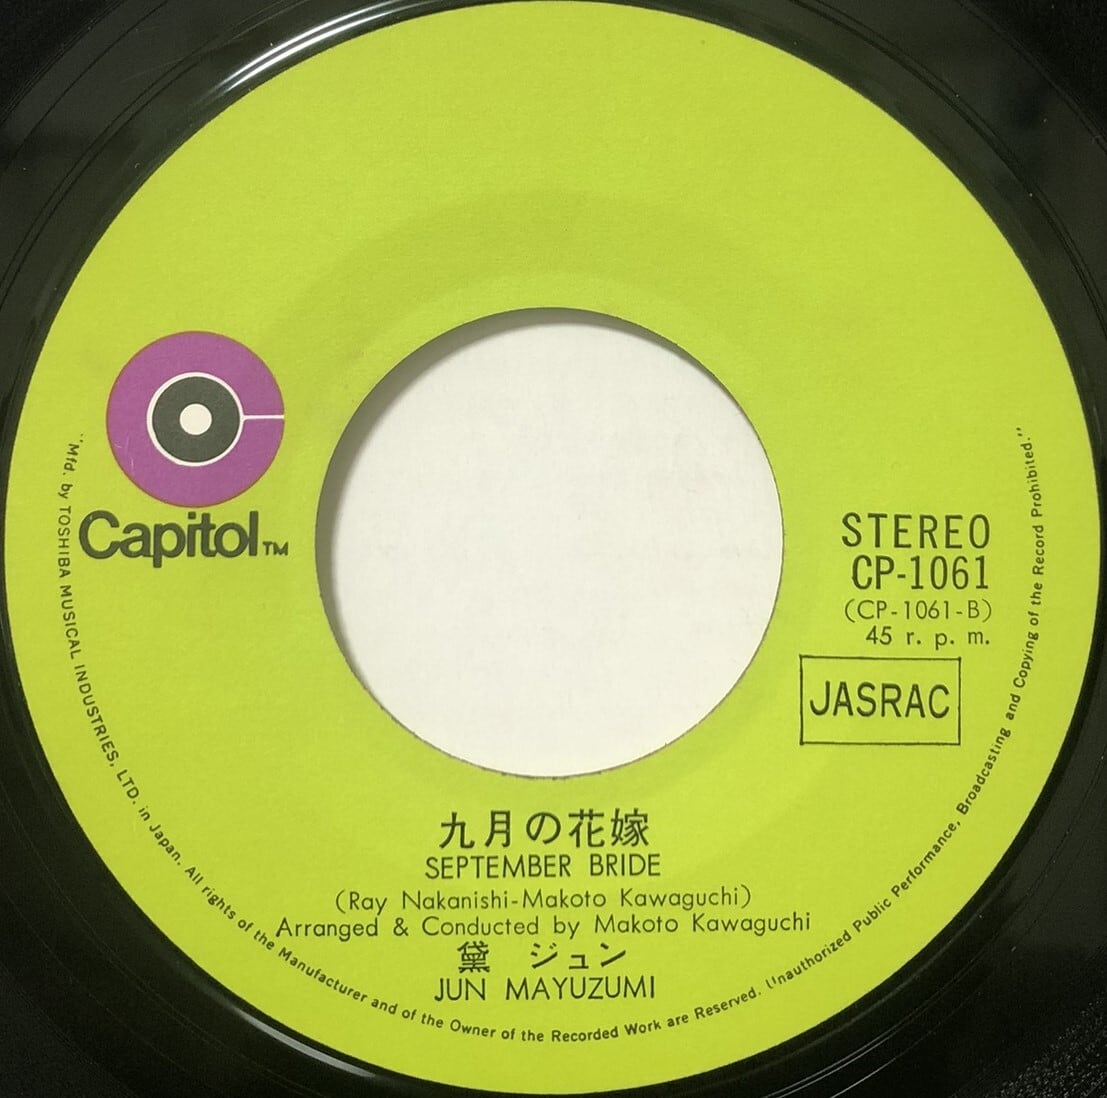 Capitol TM
STEREO
CP-1061
(CP-1061-B)
45 r. p. m.
JASRAC
九月の花嫁
SEPTEMBER BRIDE
(Ray Nakanishi-Makoto Kawaguchi)
Arranged & Conducted by Makoto Kawaguchi
黛 ジュン
JUN MAYUZUMI
"Mfd. by TOSHIBA MUSICAL INDUSTRIES, LTD. in Japan. All rights of the Manufacturer and of the Owner of the Recorded Work are Reserved. Unauthorized Public Performance, Broadcasting and Copying of the Record Prohibited."